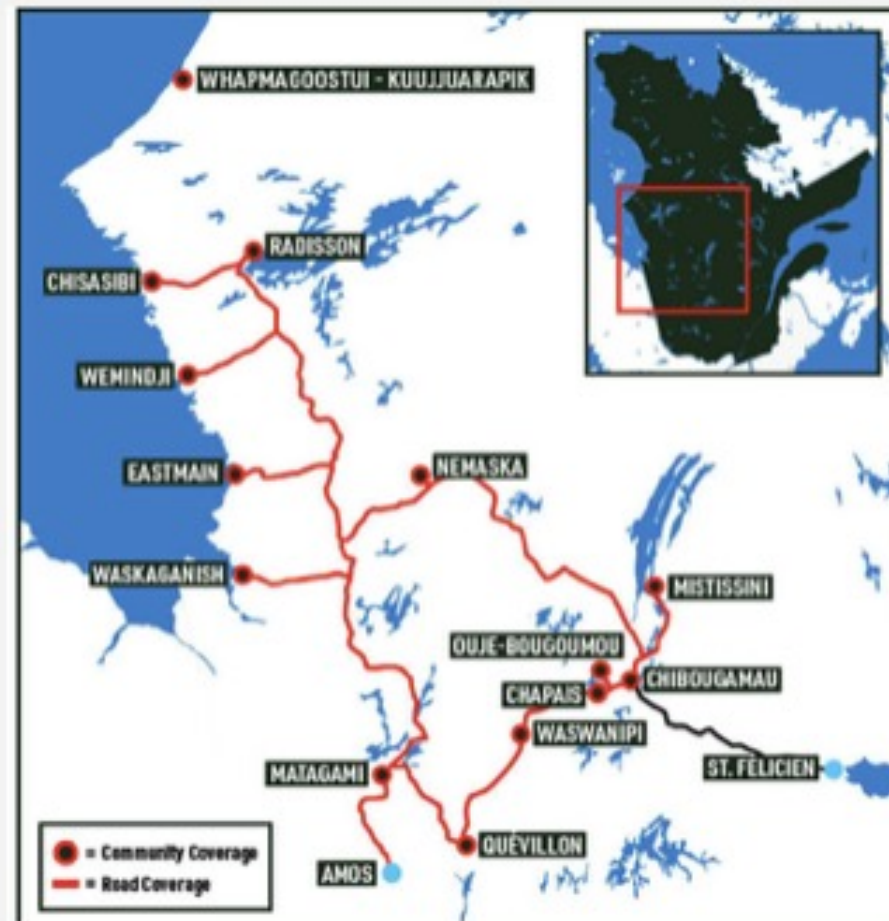 WHAPMAGOOSTUI - KUUJJUARAPIK
RADISSON
CHISASIBI
WEMINDJI
EASTMAIN
NEMASKA
WASKAGANISH
MISTISSINI
OUJE-BOUGOUMOU
CHIBOUGAMAU
CHAPAIS
WASWANIPI
ST. FELICIEN
MATAGAMI
QUÉVILLON
AMOS
= Community Coverage
= Road Coverage